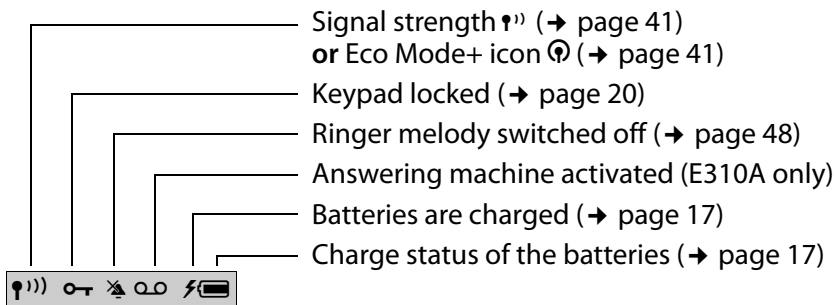 Signal strength (➔ page 41)
or Eco Mode+ icon (➔ page 41)
Keypad locked (➔ page 20)
Ringer melody switched off (➔ page 48)
Answering machine activated (E310A only)
Batteries are charged (➔ page 17)
Charge status of the batteries (➔ page 17)